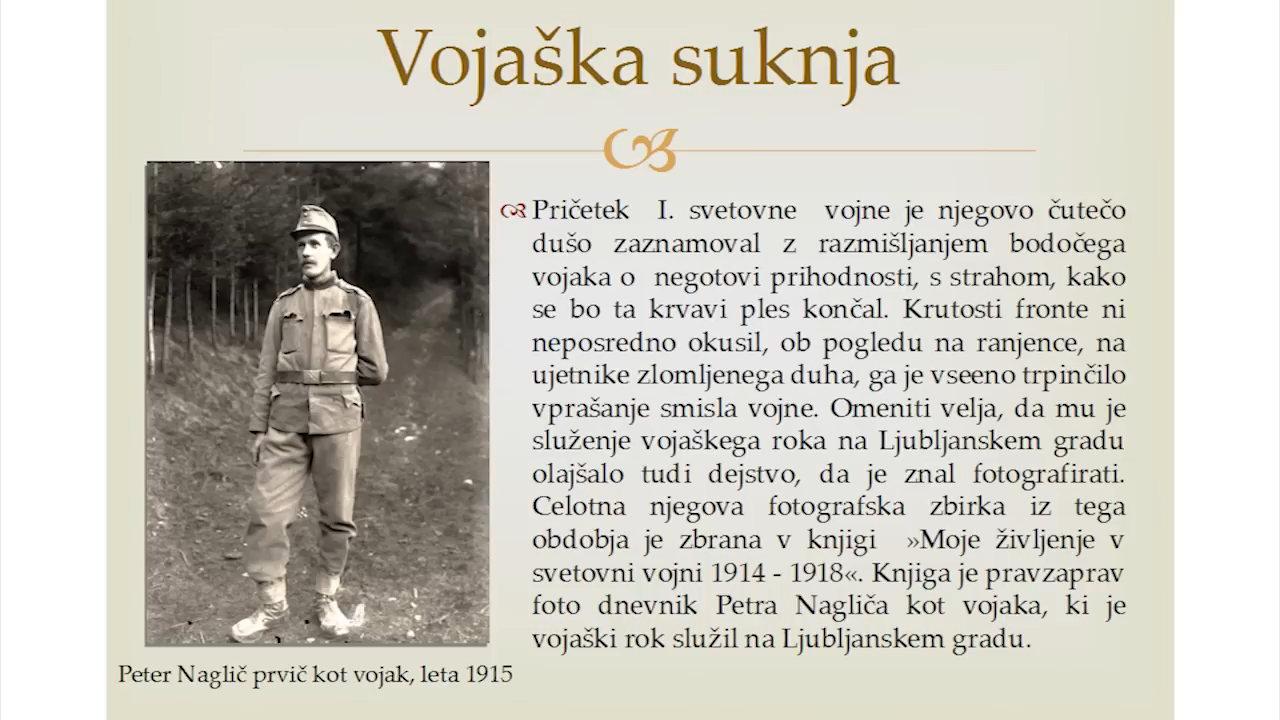 Vojaška suknja
Pričetek I. svetovne vojne je njegovo čutečo
dušo zaznamoval z razmišljanjem bodočega
vojaka o negotovi prihodnosti, s strahom, kako
se bo ta krvavi ples končal. Krutosti fronte ni
neposredno okusil, ob pogledu na ranjence, na
ujetnike zlomljenega duha, ga je vseeno trpinčilo
vprašanje smisla vojne. Omeniti velja, da mu je
služenje vojaškega roka na Ljubljanskem gradu
olajšalo tudi dejstvo, da je znal fotografirati.
Celotna njegova fotografska zbirka iz tega
obdobja je zbrana v knjigi »Moje življenje v
svetovni vojni 1914 - 1918«. Knjiga je pravzaprav
foto dnevnik Petra Nagliča kot vojaka, ki je
vojaški rok služil na Ljubljanskem gradu.
Peter Naglič prvič kot vojak, leta 1915